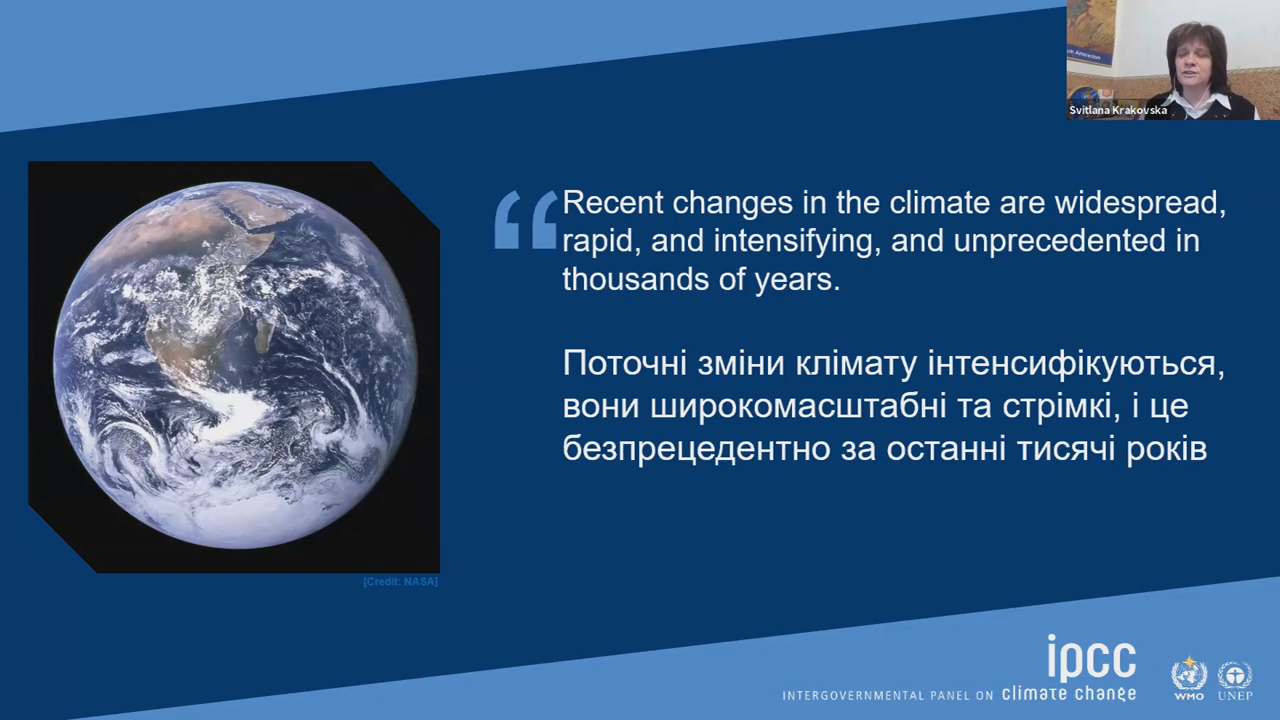 Svitlana Krakovska
Recent changes in the climate are widespread,
rapid, and intensifying, and unprecedented in
thousands of years.
Поточні зміни клімату інтенсифікуються,
вони широкомасштабні та стрімкі, і це
безпрецедентно за останні тисячі років
[Credit: NASA]
ipcc
INTERGOVERNMENTAL PANEL ON climate change
WMO
UNEP